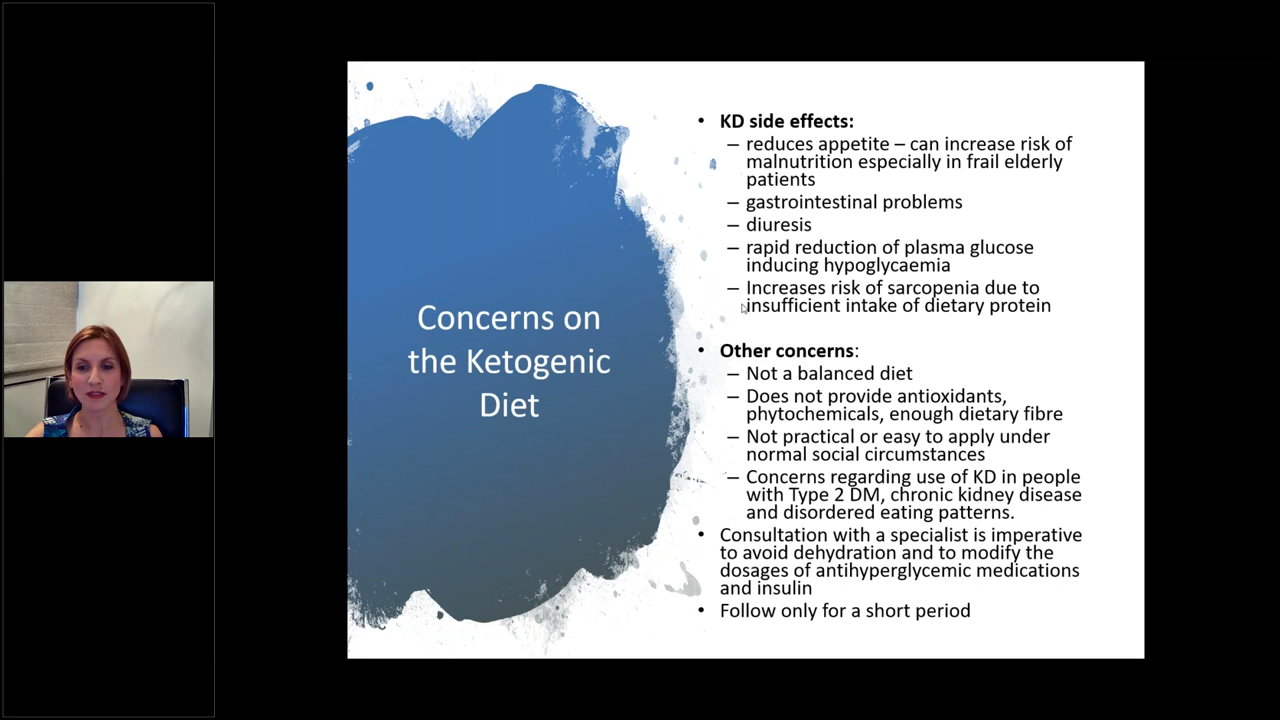 Concerns on
the Ketogenic
Diet
• KD side effects:
– reduces appetite – can increase risk of
malnutrition especially in frail elderly
patients
– gastrointestinal problems
– diuresis
– rapid reduction of plasma glucose
inducing hypoglycaemia
– Increases risk of sarcopenia due to
insufficient intake of dietary protein
• Other concerns:
– Not a balanced diet
– Does not provide antioxidants,
phytochemicals, enough dietary fibre
– Not practical or easy to apply under
normal social circumstances
– Concerns regarding use of KD in people
with Type 2 DM, chronic kidney disease
and disordered eating patterns.
• Consultation with a specialist is imperative
to avoid dehydration and to modify the
dosages of antihyperglycemic medications
and insulin
• Follow only for a short period